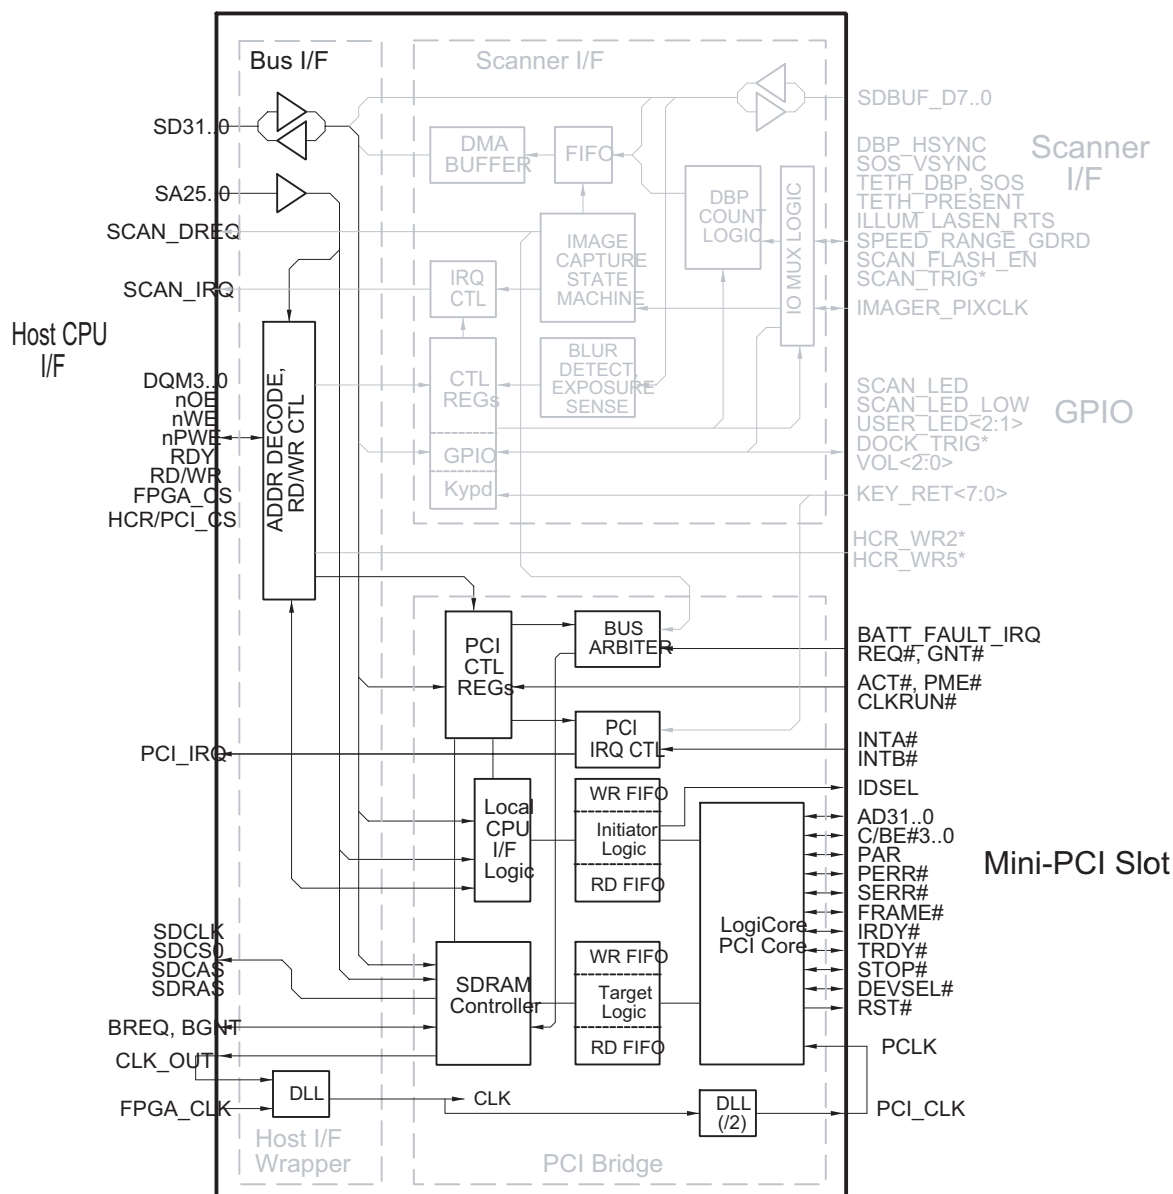 Bus I/F
Scanner I/F
SD31..0
SDBUF_D7..0
SA25..0
SCAN_DREQ
SCAN_IRQ
Host CPU
I/F
DQM3..0
nOE
nWE
nPWE
RDY
RD/WR
FPGA_CS
HCR/PCI_CS
ADDR DECODE,
RD/WR CTL
DMA
BUFFER
FIFO
DBP
COUNT
LOGIC
IO MUX LOGIC
IMAGE
CAPTURE
STATE
MACHINE
IRQ
CTL
BLUR
DETECT,
EXPOSURE
SENSE
CTL
REGs
GPIO
Kypd
DBP_HSYNC
SOS_VSYNC
TETH_DBP, SOS
TETH_PRESENT
ILLUM_LASEN_RTS
SPEED_RANGE_GDRD
SCAN_FLASH_EN
SCAN_TRIG*
IMAGER_PIXCLK
Scanner
I/F
SCAN_LED
SCAN_LED_LOW
USER_LED<2:1>
DOCK_TRIG*
VOL<2:0>
KEY_RET<7:0>
GPIO
HCR_WR2*
HCR_WR5*
PCI
CTL
REGs
BUS
ARBITER
BATT_FAULT_IRQ
REQ#, GNT#
ACT#, PME#
CLKRUN#
PCI
IRQ CTL
INTA#
INTB#
PCI_IRQ
IDSEL
Local
CPU
I/F
Logic
WR FIFO
Initiator
Logic
RD FIFO
LogiCore
PCI Core
AD31..0
C/BE#3..0
PAR
PERR#
SERR#
FRAME#
IRDY#
TRDY#
STOP#
DEVSEL#
RST#
Mini-PCI Slot
SDCLK
SDCS0
SDCAS
SDRAS
SDRAM
Controller
WR FIFO
Target
Logic
RD FIFO
BREQ, BGNT
CLK_OUT
PCLK
FPGA_CLK
DLL
CLK
DLL
(/2)
PCI_CLK
Host I/F
Wrapper
PCI Bridge